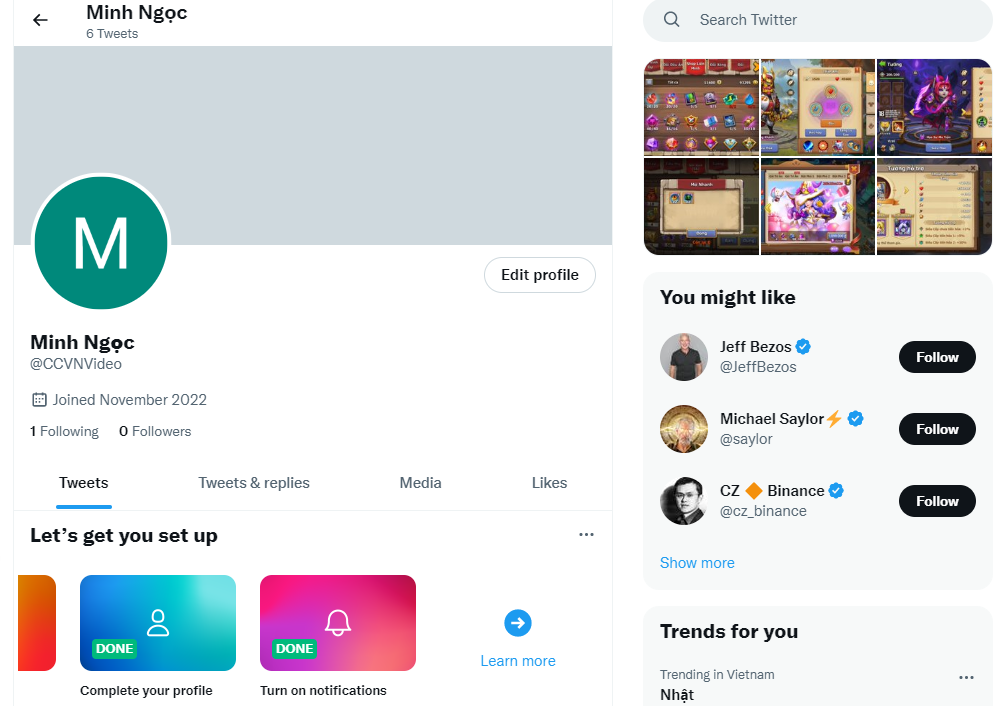 Minh Ngọc
6 Tweets
M
Edit profile
Minh Ngọc
@CCVNVideo
Joined November 2022
1 Following 0 Followers
Tweets Tweets & replies Media Likes
Let’s get you set up
DONE
Complete your profile
DONE
Turn on notifications
Learn more
Search Twitter
Tướng
Mở Nhanh
You might like
Jeff Bezos
@JeffBezos
Follow
Michael Saylor⚡
@saylor
Follow
CZ 🔶 Binance
@cz_binance
Follow
Show more
Trends for you
Trending in Vietnam
Nhật